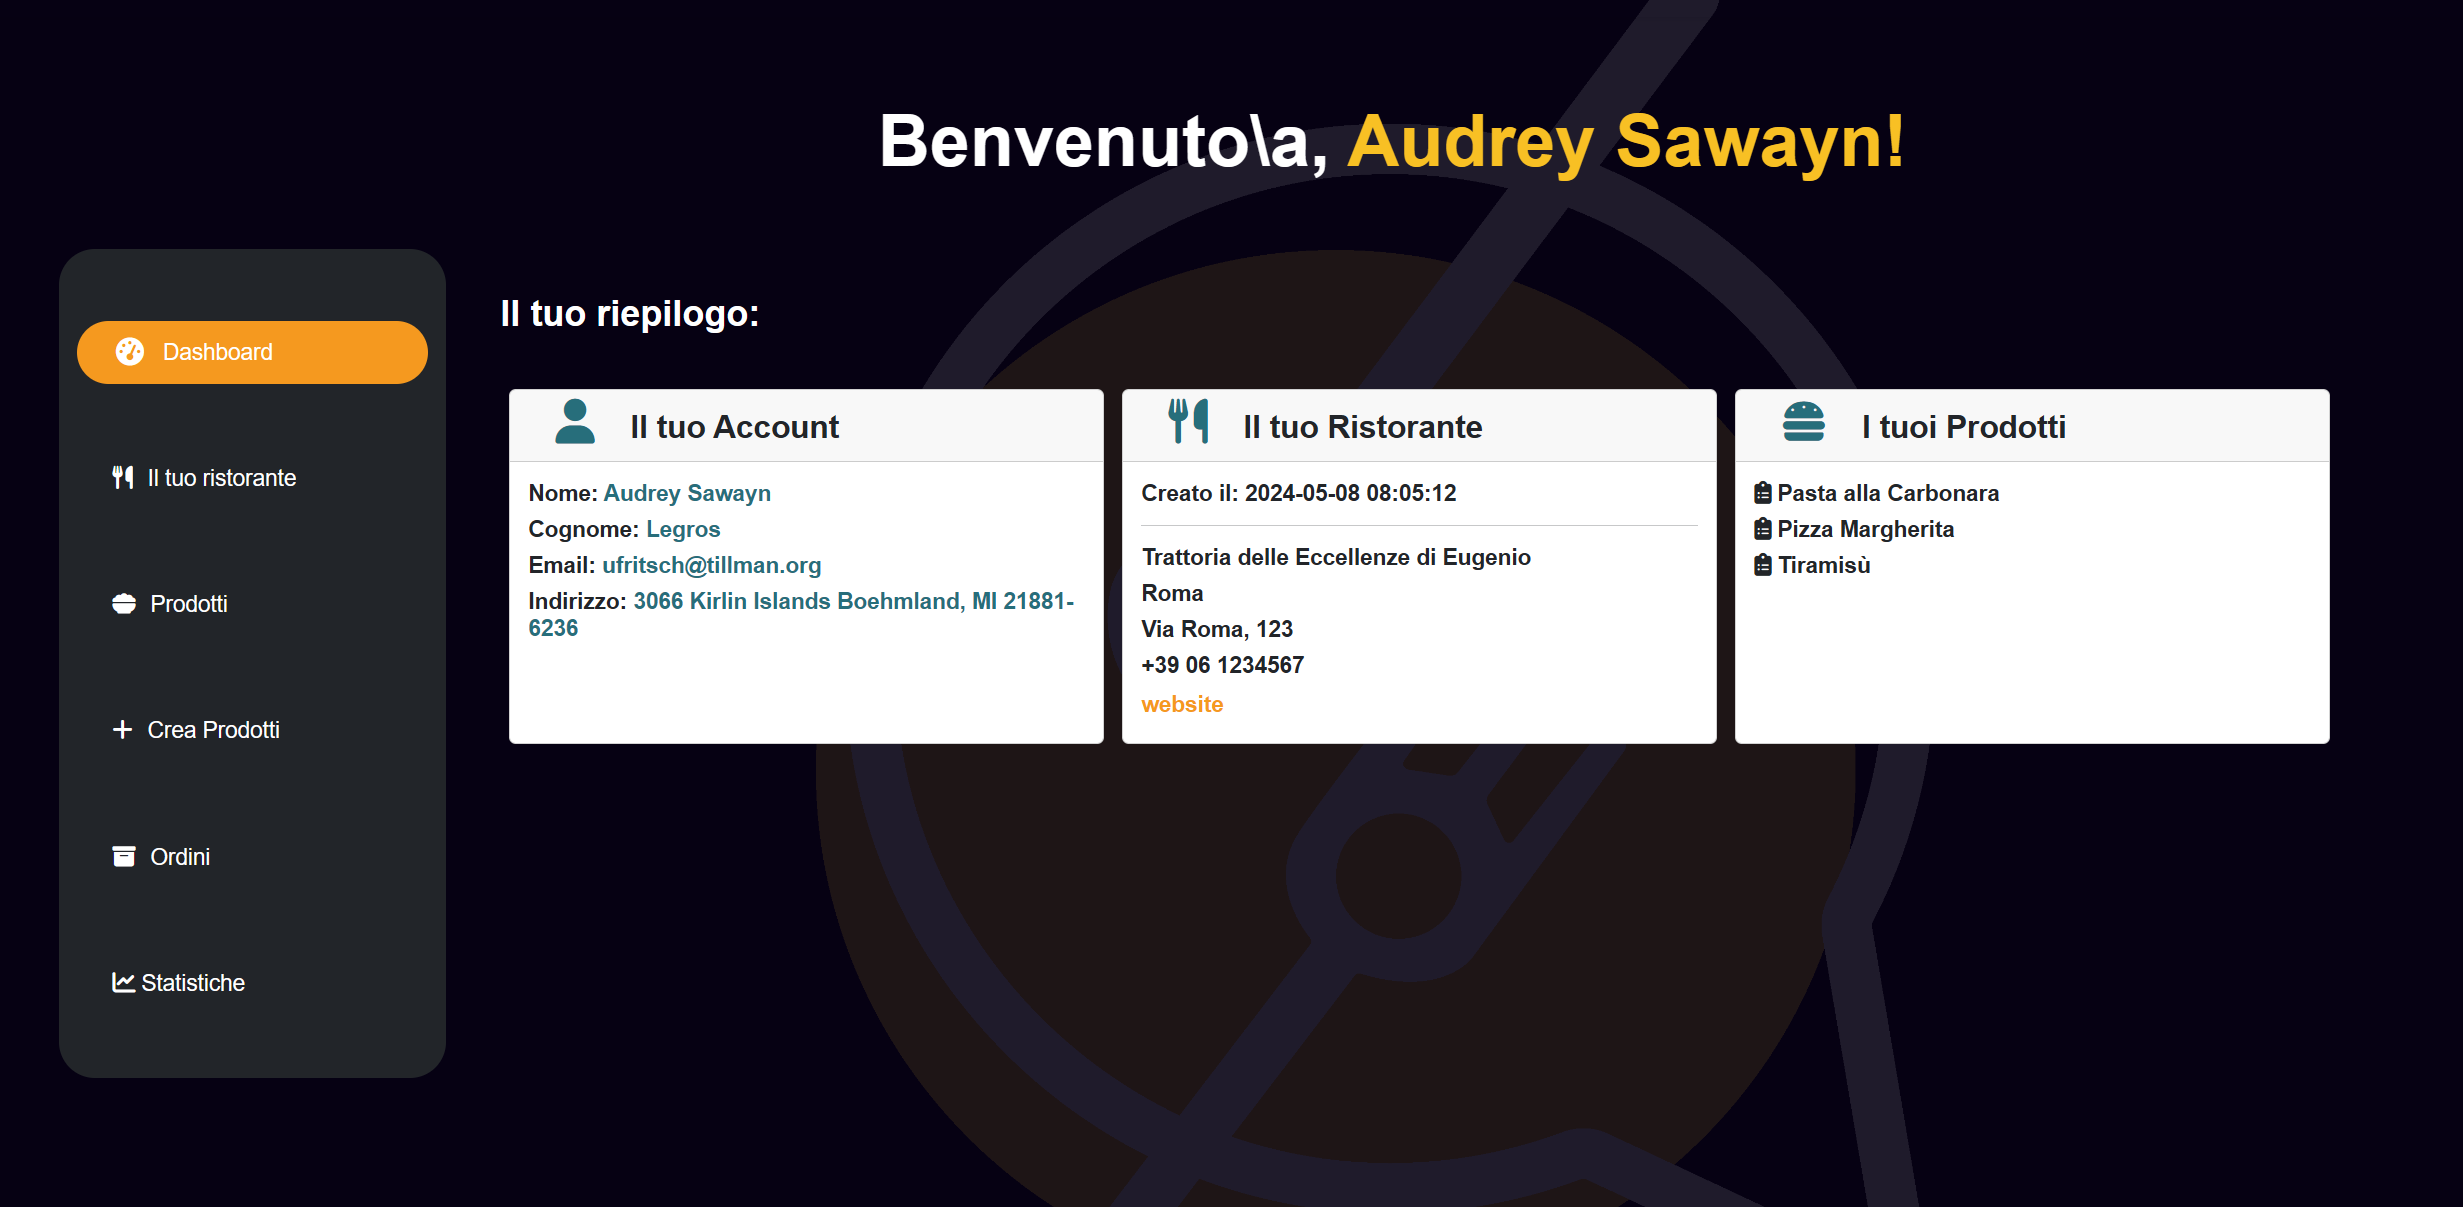 Benvenuto\a, Audrey Sawayn!
Dashboard
Il tuo ristorante
Prodotti
Crea Prodotti
Ordini
Statistiche
Il tuo riepilogo:
Il tuo Account
Nome: Audrey Sawayn
Cognome: Legros
Email: ufritsch@tillman.org
Indirizzo: 3066 Kirlin Islands Boehmland, MI 21881-
6236
Il tuo Ristorante
Creato il: 2024-05-08 08:05:12
Trattoria delle Eccellenze di Eugenio
Roma
Via Roma, 123
+39 06 1234567
website
I tuoi Prodotti
Pasta alla Carbonara
Pizza Margherita
Tiramisù